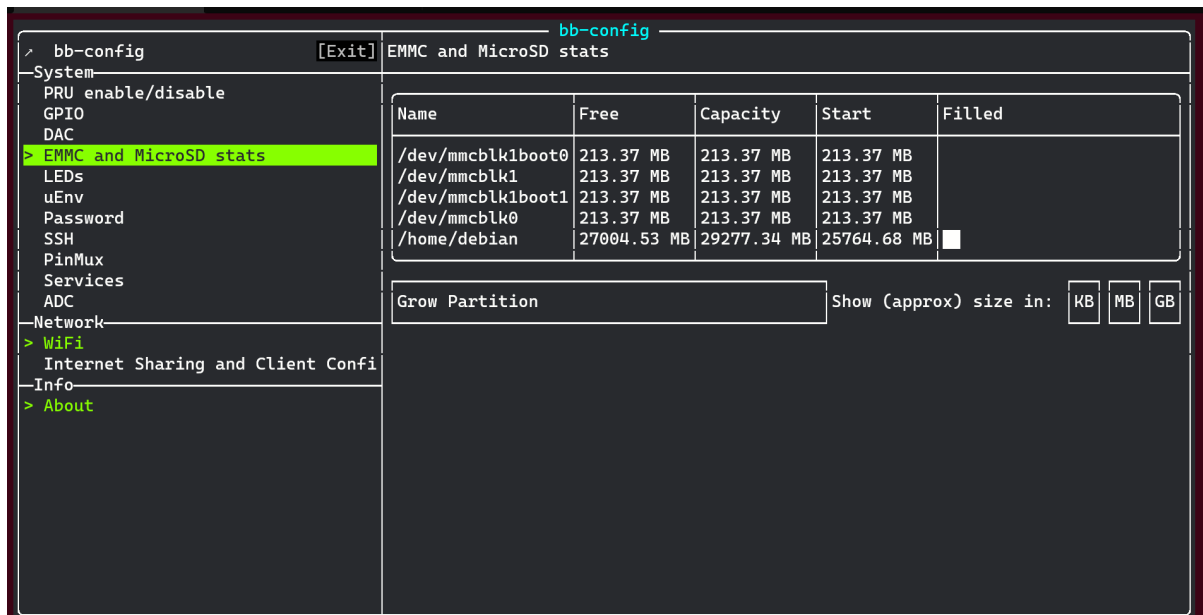 bb-config
bb-config [Exit]
System
PRU enable/disable
GPIO
DAC
> EMMC and MicroSD stats
LEDs
uEnv
Password
SSH
PinMux
Services
ADC
Network
> WiFi
Internet Sharing and Client Confi
Info
> About
EMMC and MicroSD stats
Name Free Capacity Start Filled
/dev/mmcblk1boot0 213.37 MB 213.37 MB 213.37 MB
/dev/mmcblk1 213.37 MB 213.37 MB 213.37 MB
/dev/mmcblk1boot1 213.37 MB 213.37 MB 213.37 MB
/dev/mmcblk0 213.37 MB 213.37 MB 213.37 MB
/home/debian 27004.53 MB 29277.34 MB 25764.68 MB
Grow Partition Show (approx) size in: KB MB GB